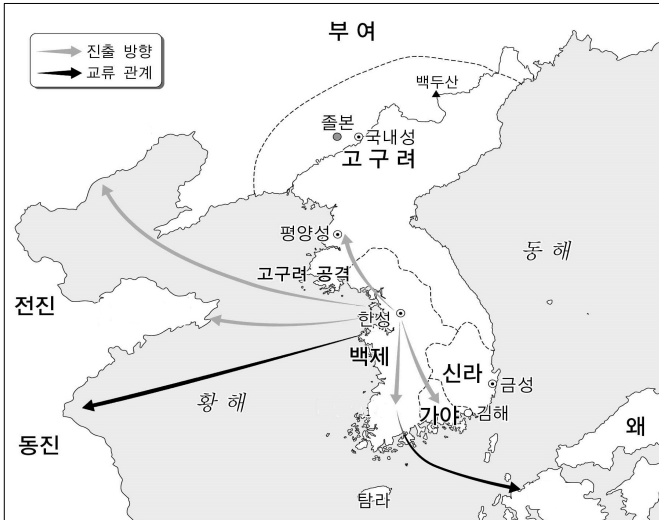 진출 방향
교류 관계
부 여
백두산
졸본
국내성
고 구 려
평양성
동 해
고구려 공격
전진
한성
백제
신라
금성
황 해
가야
김해
왜
동진
탐라